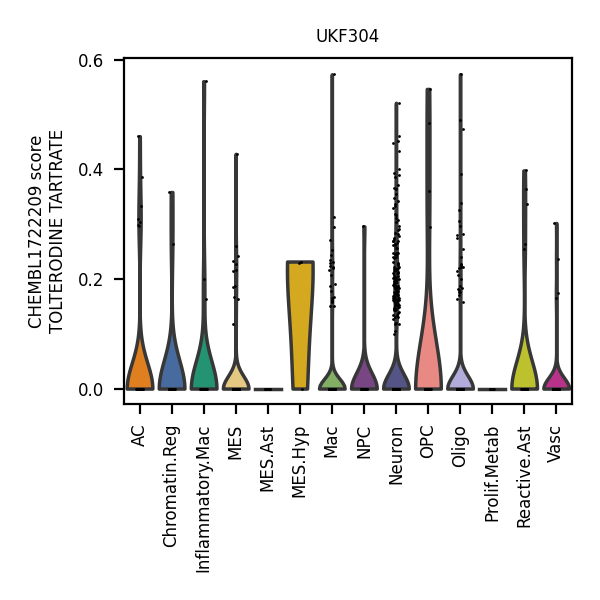 UKF304
CHEMBL1722209 score
TOLTERODINE TARTRATE
0.6
0.4
0.2
0.0
AC
Chromatin.Reg
Inflammatory.Mac
MES
MES.Ast
MES.Hyp
Mac
NPC
Neuron
OPC
Oligo
Prolif.Metab
Reactive.Ast
Vasc